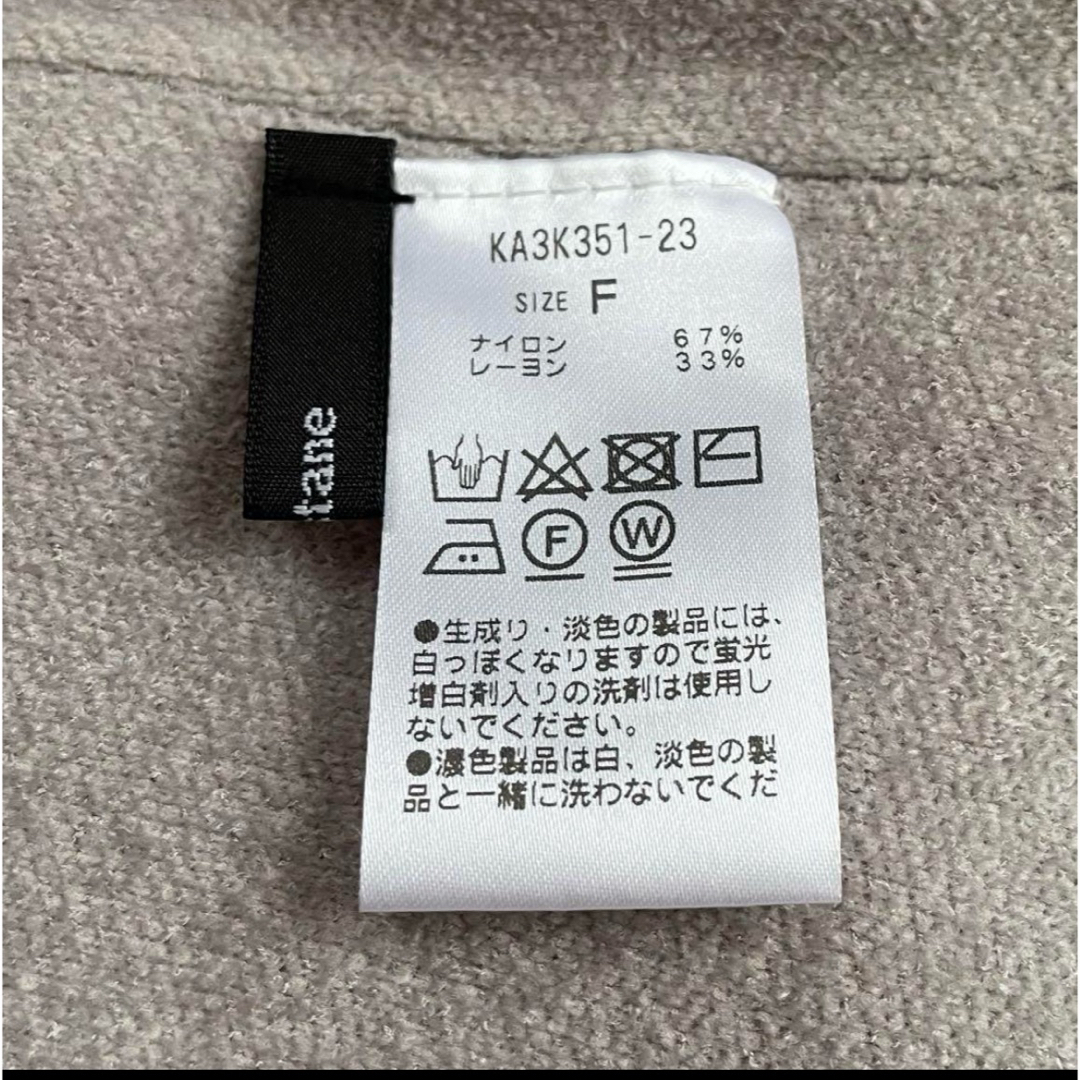 stane
KA3K351-23
SIZE F
ナイロン 67%
レーヨン 33%
F W
●生成り・淡色の製品には、
白っぽくなりますので蛍光
増白剤入りの洗剤は使用し
ないでください。
●濃色製品は白、淡色の製
品と一緒に洗わないでくだ